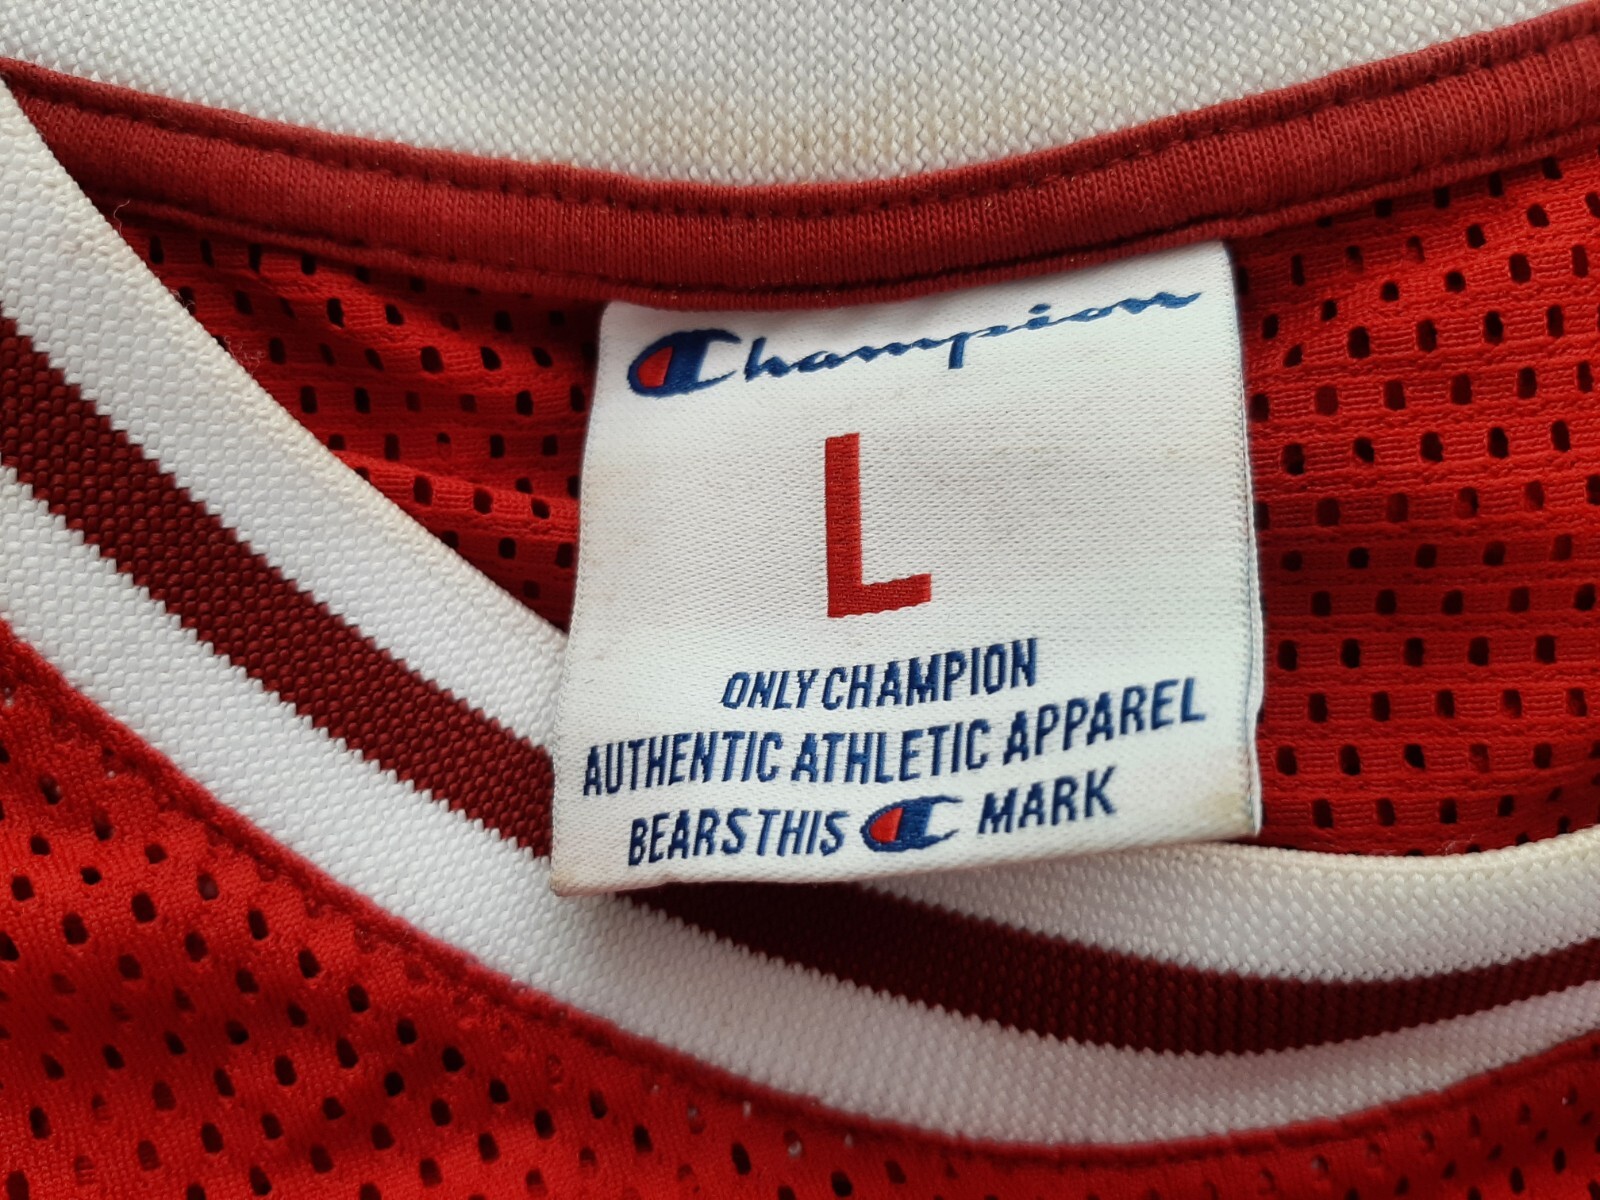 Champion
L
ONLY CHAMPION
AUTHENTIC ATHLETIC APPAREL
BEARS THIS C MARK